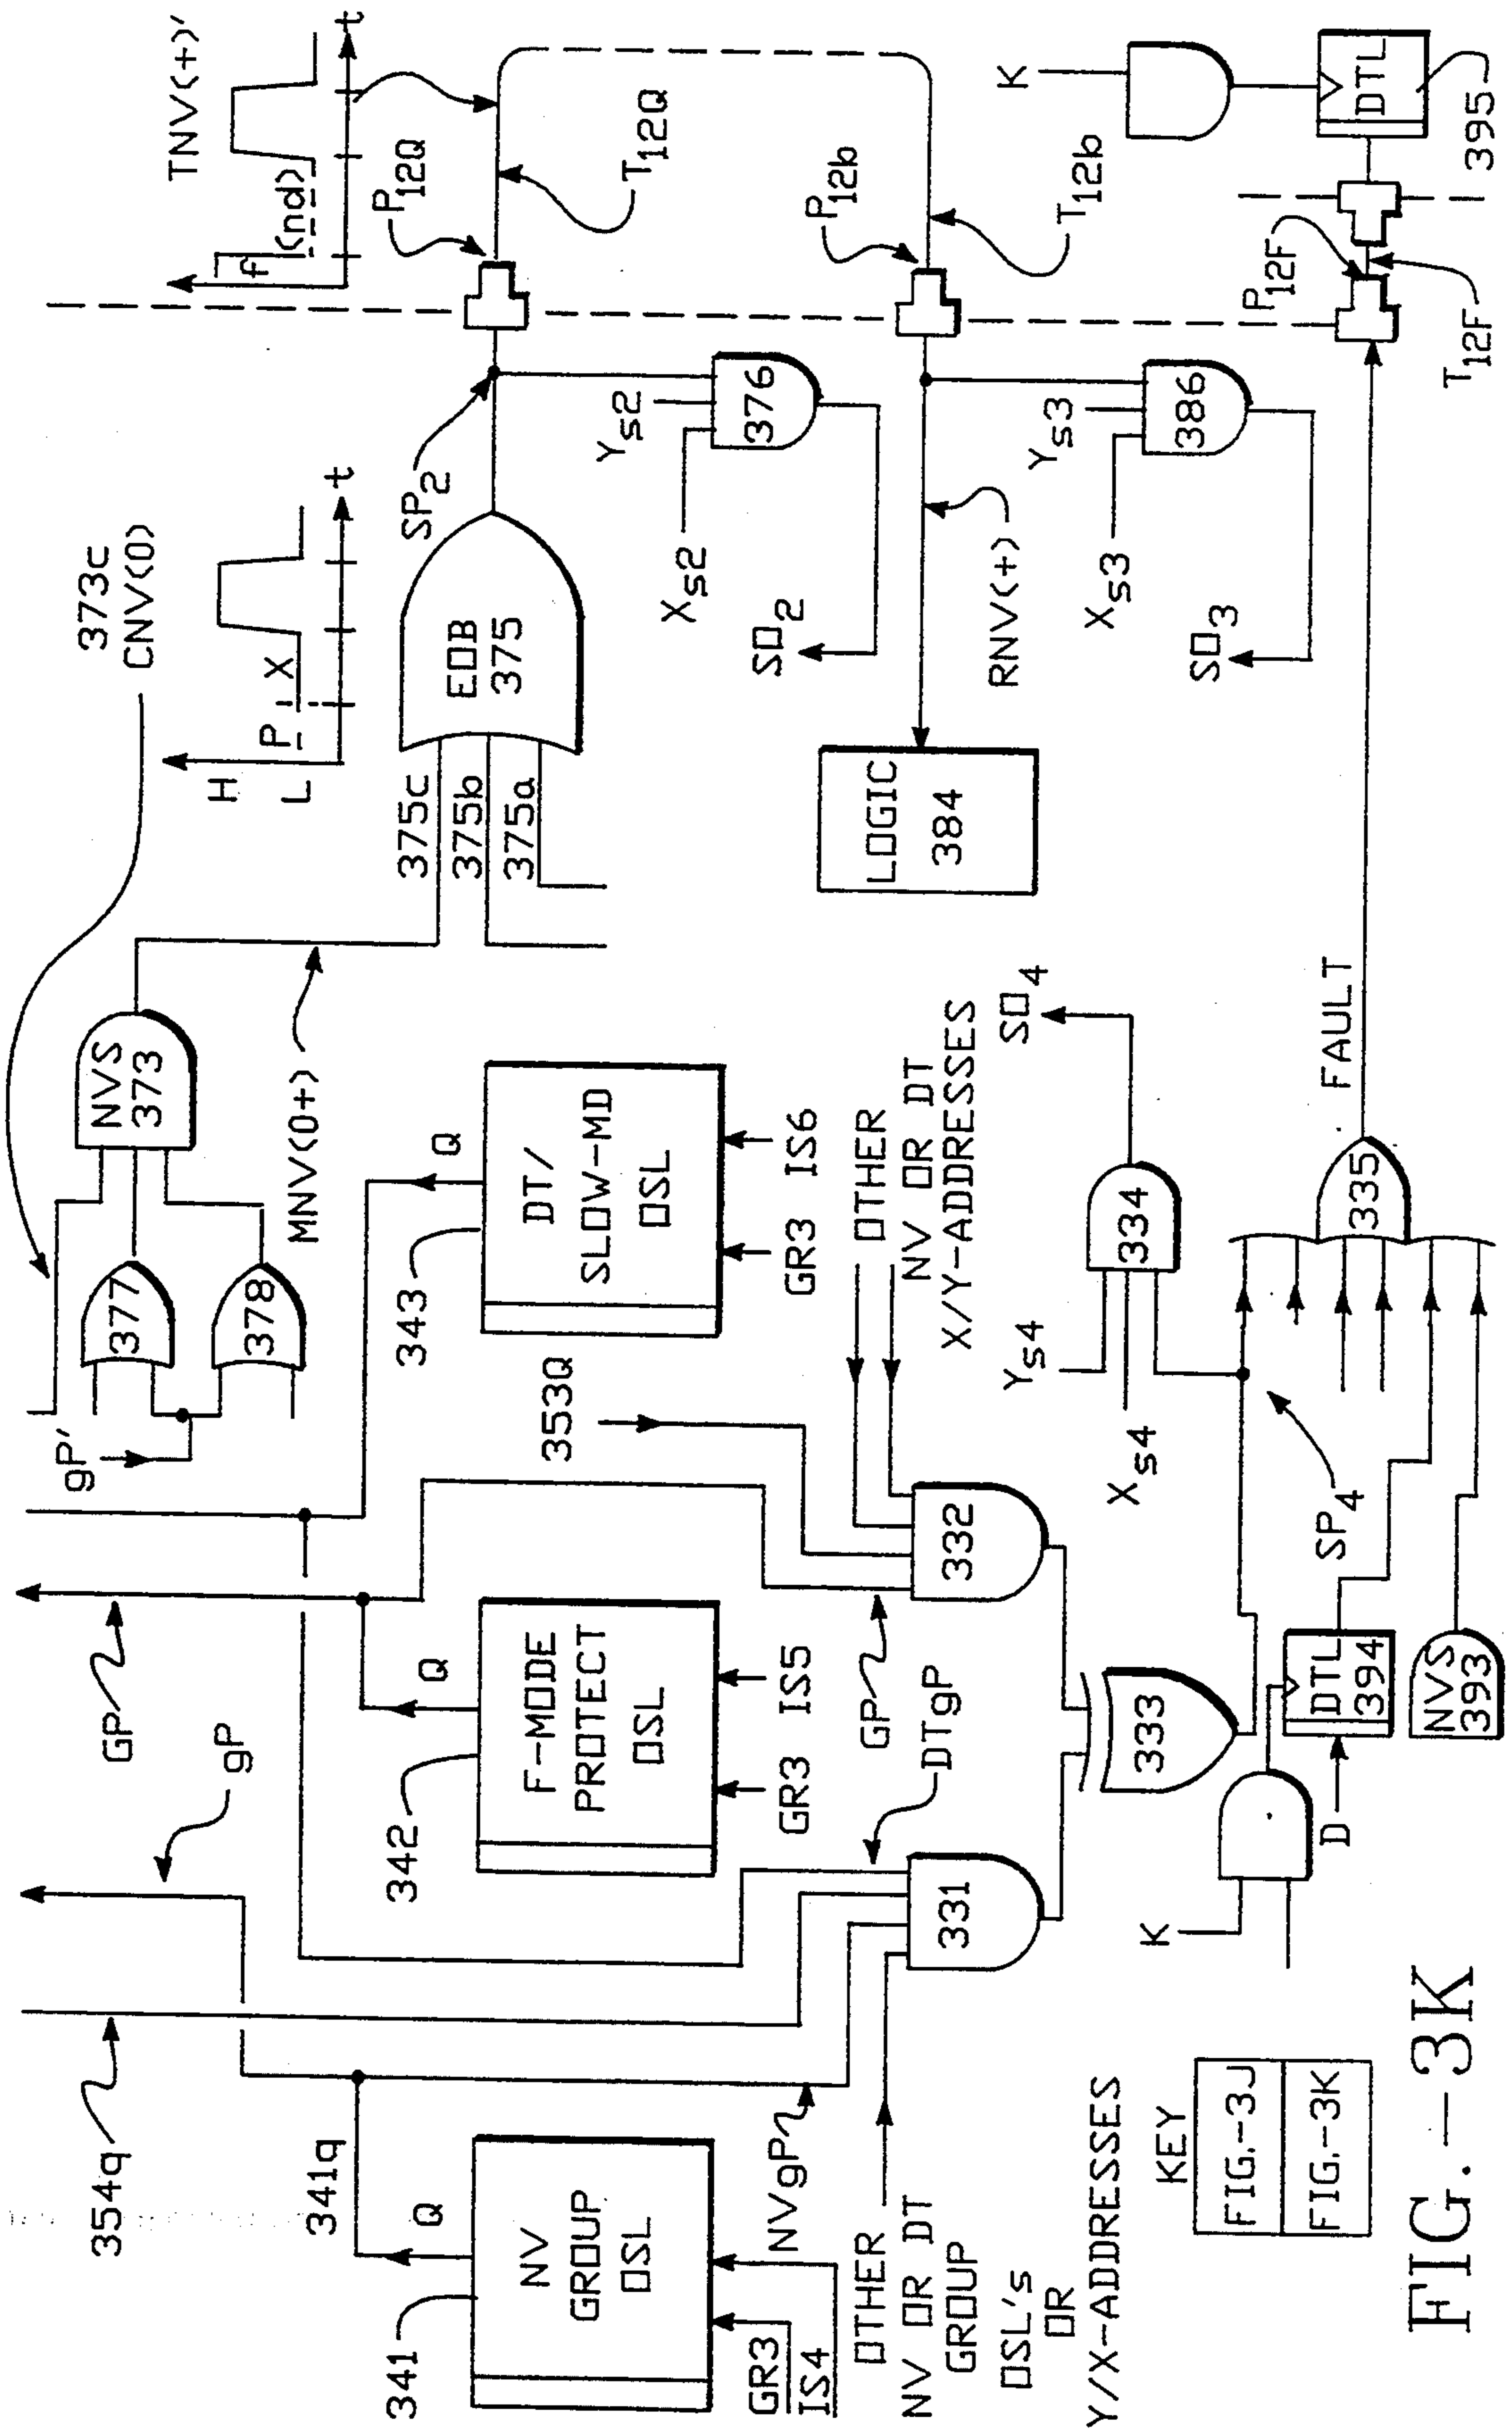 354q
gP
GP
gP'
373c
CNV(0)
TNV(+)'
341
341q
Q
NV
GROUP
OSL
GR3
IS4
NVgP
342
Q
F-MODE
PROTECT
OSL
GR3
IS5
343
Q
DT/
SLOW-MD
OSL
GR3
IS6
377
378
NVS
373
MNV(0+)
H
L
P
X
t
375c
375b
375a
EOB
375
SP2
f
(nd)
t
P12Q
T12Q
Xs2
Ys2
376
SO2
P12b
T12b
LOGIC
384
RNV(+)
Xs3
Ys3
386
SO3
353Q
OTHER
NV OR DT
X/Y-ADDRESSES
GP
DTgP
OTHER
NV OR DT
GROUP
OSL's
OR
Y/X-ADDRESSES
331
332
333
Ys4
Xs4
334
SO4
SP4
335
FAULT
P12F
T12F
K
DTL
395
K
D
DTL
394
NVS
393
KEY
FIG.-3J
FIG.-3K
FIG.-3K